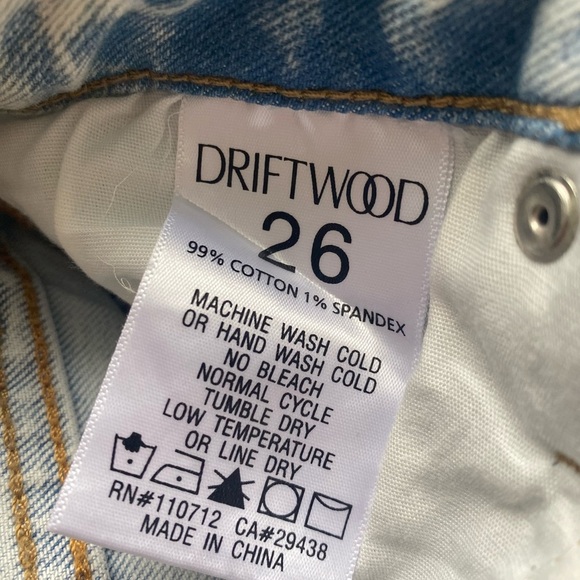 DRIFTWOOD
26
99% COTTON 1% SPANDEX
MACHINE WASH COLD
OR HAND WASH COLD
NO BLEACH
NORMAL CYCLE
TUMBLE DRY
LOW TEMPERATURE
OR LINE DRY
RN#110712 CA#29438
MADE IN CHINA